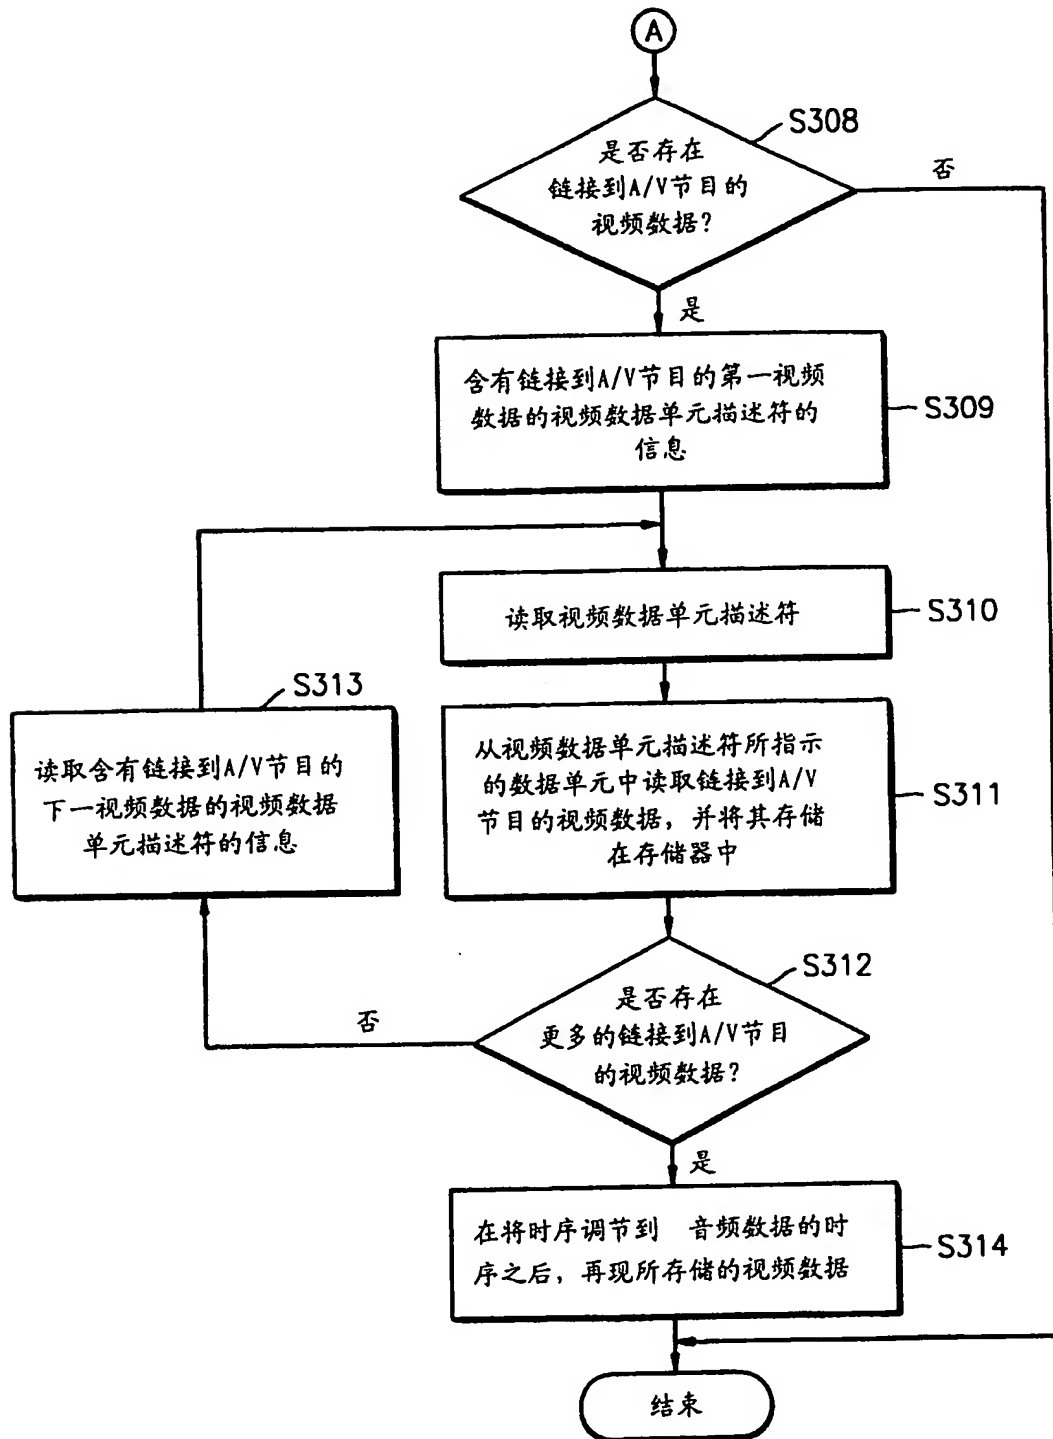 A
S308
是否存在
链接到A/V节目的
视频数据?
否
是
含有链接到A/V节目的第一视频
数据的视频数据单元描述符的
信息
S309
读取视频数据单元描述符
S310
S313
读取含有链接到A/V节目的
下一视频数据的视频数据
单元描述符的信息
从视频数据单元描述符所指示
的数据单元中读取链接到A/V
节目的视频数据，并将其存储
在存储器中
S311
S312
是否存在
更多的链接到A/V节目
的视频数据?
否
是
在将时序调节到 音频数据的时
序之后，再现所存储的视频数据
S314
结束